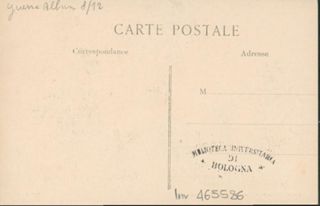 Guerra Album 8/12
CARTE POSTALE
Correspondance
Adresse
M
BIBLIOTECA UNIVERSITARIA
DI
BOLOGNA
Inv 465586